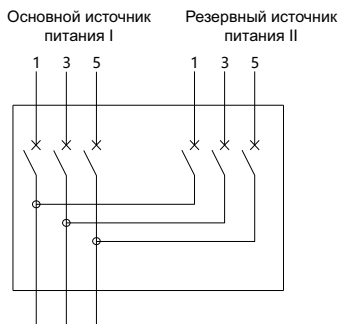 Основной источник
питания I
Резервный источник
питания II
1 3 5
1 3 5